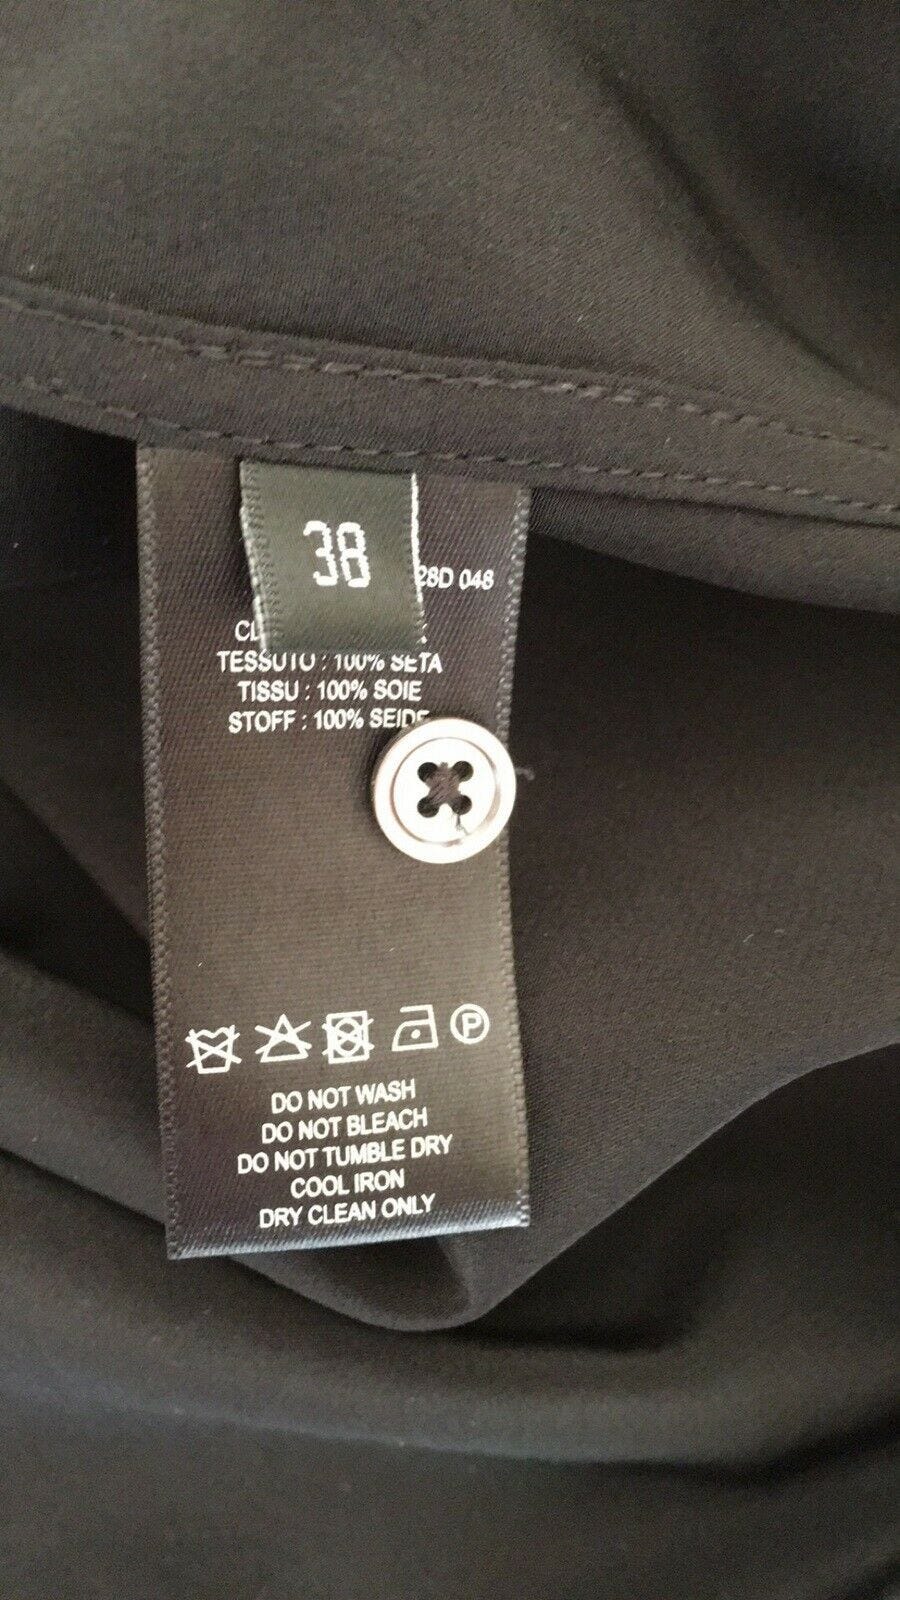 38
28D 048
TESSUTO : 100% SETA
TISSU : 100% SOIE
STOFF : 100% SEIDE
P
DO NOT WASH
DO NOT BLEACH
DO NOT TUMBLE DRY
COOL IRON
DRY CLEAN ONLY